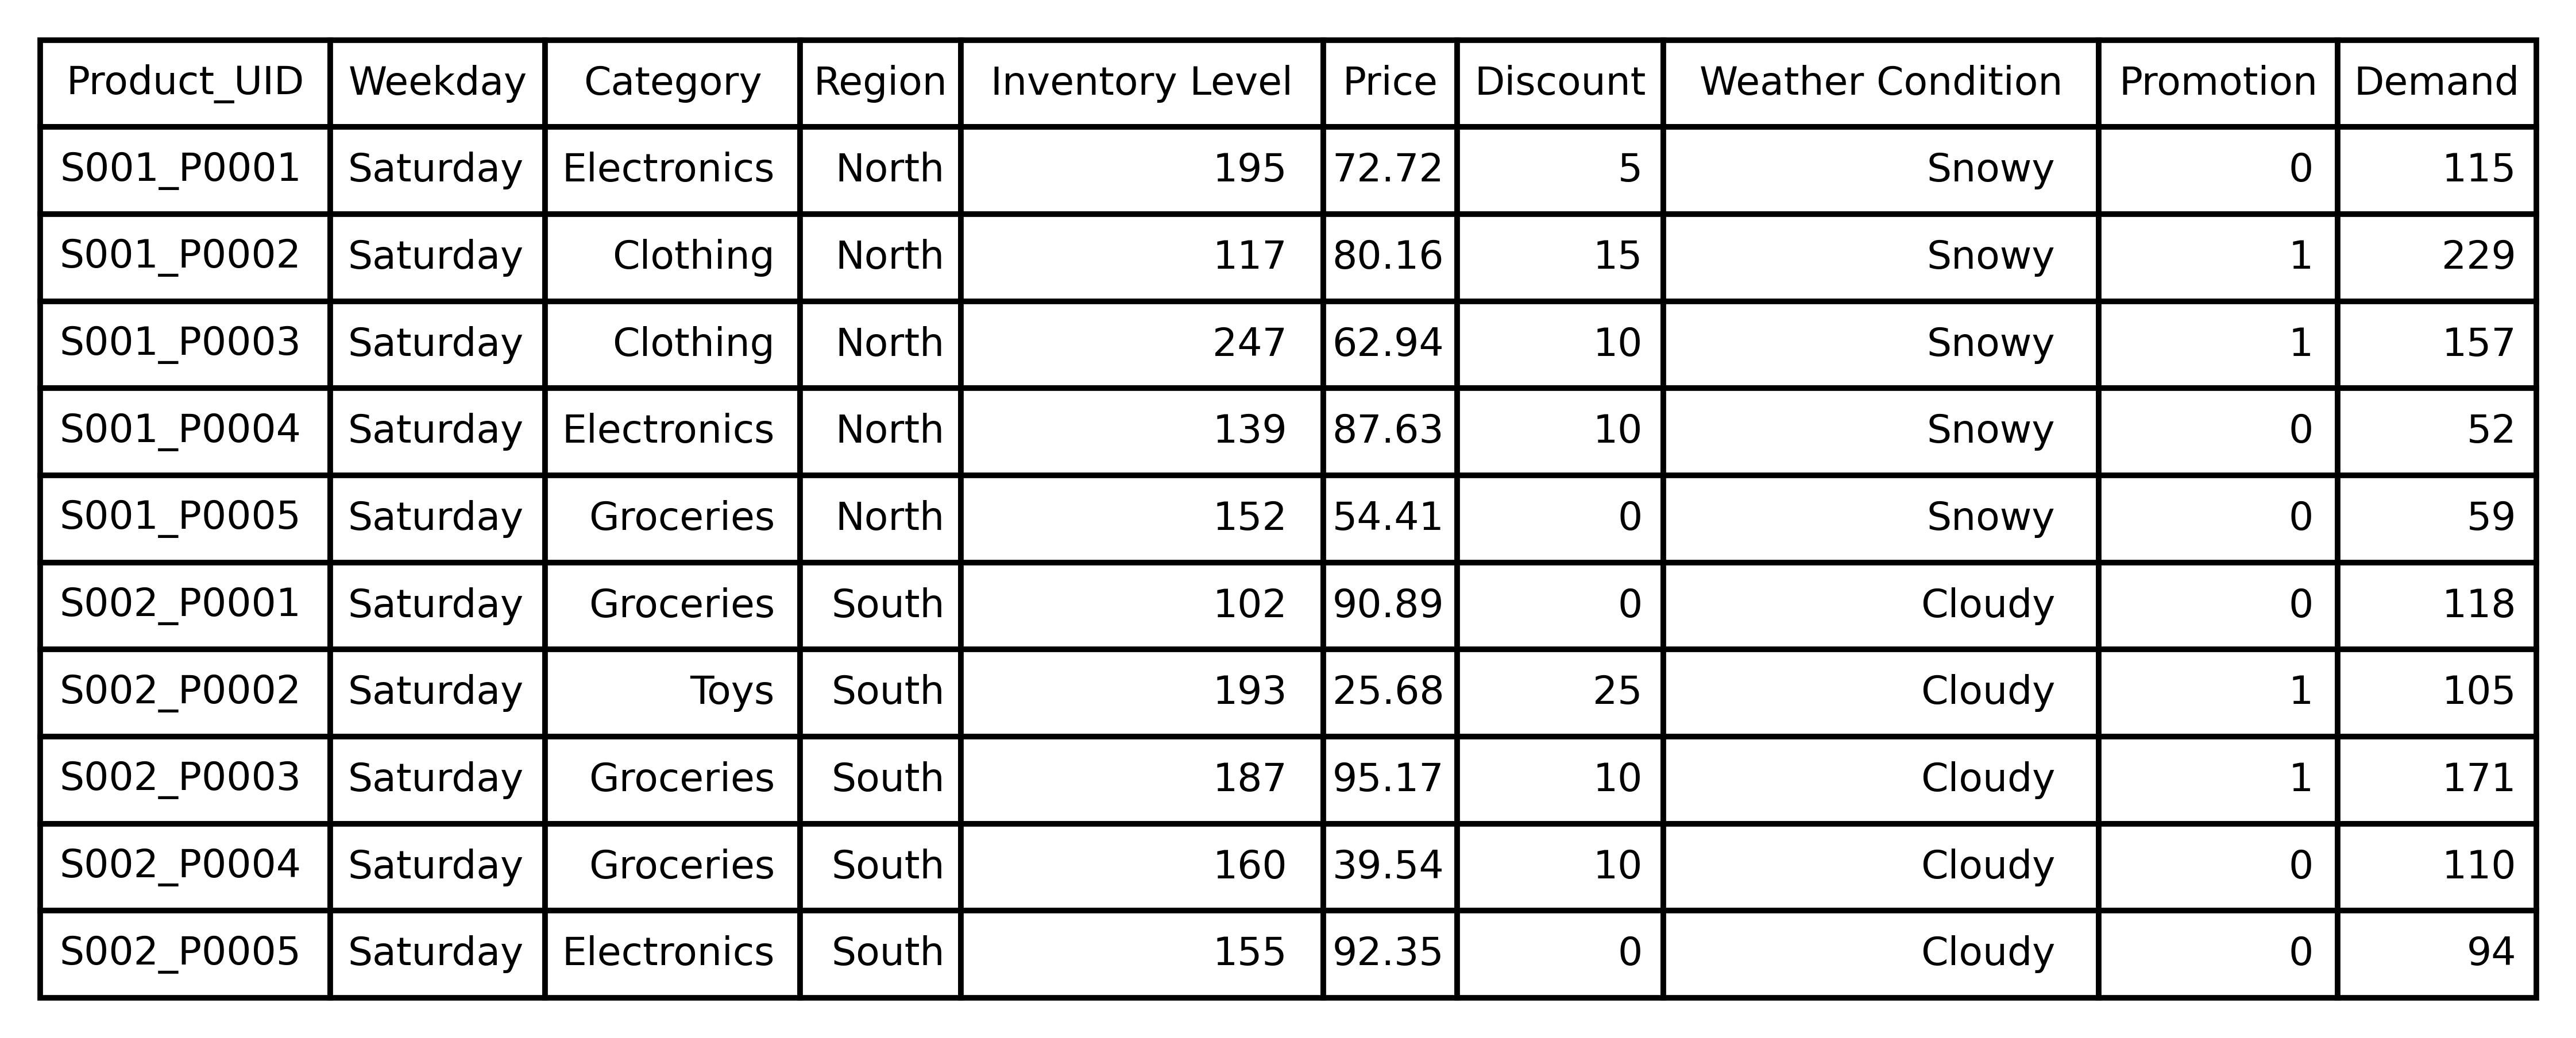 Product_UID Weekday Category Region Inventory Level Price Discount Weather Condition Promotion Demand
S001_P0001 Saturday Electronics North 195 72.72 5 Snowy 0 115
S001_P0002 Saturday Clothing North 117 80.16 15 Snowy 1 229
S001_P0003 Saturday Clothing North 247 62.94 10 Snowy 1 157
S001_P0004 Saturday Electronics North 139 87.63 10 Snowy 0 52
S001_P0005 Saturday Groceries North 152 54.41 0 Snowy 0 59
S002_P0001 Saturday Groceries South 102 90.89 0 Cloudy 0 118
S002_P0002 Saturday Toys South 193 25.68 25 Cloudy 1 105
S002_P0003 Saturday Groceries South 187 95.17 10 Cloudy 1 171
S002_P0004 Saturday Groceries South 160 39.54 10 Cloudy 0 110
S002_P0005 Saturday Electronics South 155 92.35 0 Cloudy 0 94